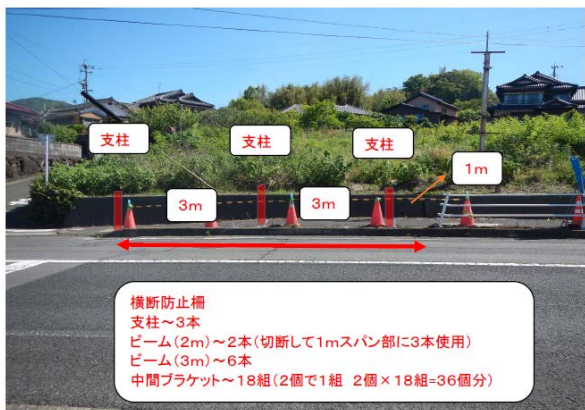 支柱
支柱
支柱
1m
3m
3m
横断防止柵
支柱~3本
ビーム(2m)~2本(切断して1mスパン部に3本使用)
ビーム(3m)~6本
中間ブラケット~18組(2個で1組 2個×18組=36個分)